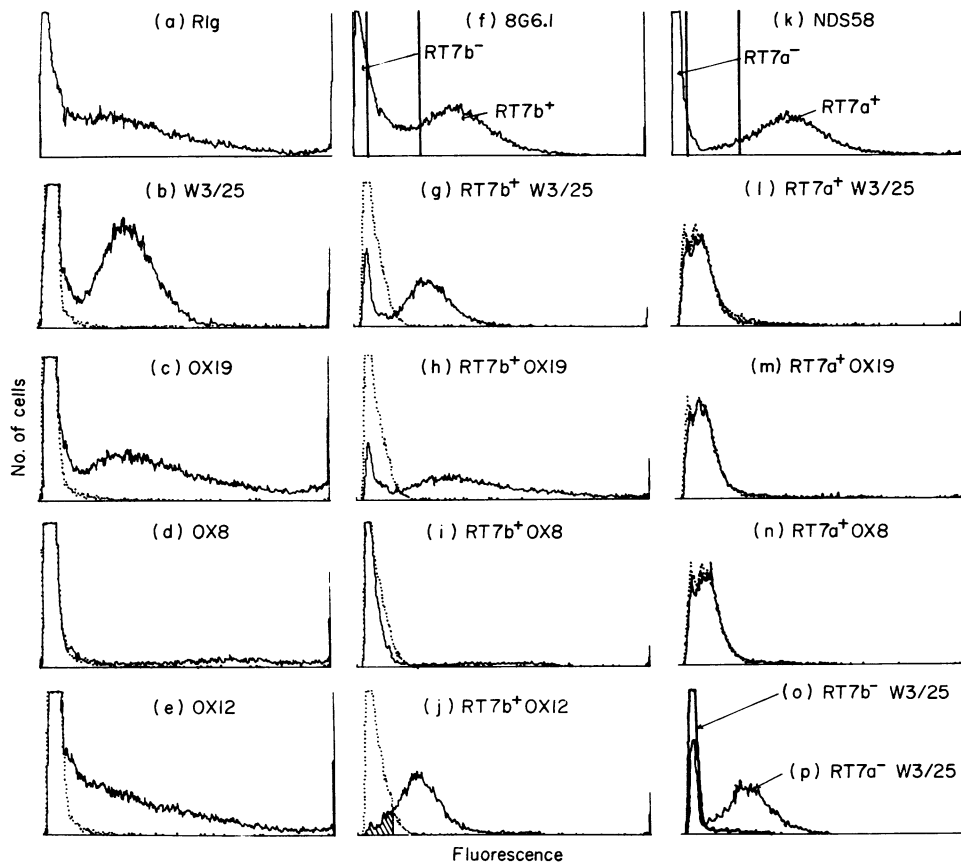 (a) RIg
(f) 8G6.1
(k) NDS58
RT7b⁻
RT7b⁺
RT7a⁻
RT7a⁺
(b) W3/25
(g) RT7b⁺ W3/25
(l) RT7a⁺ W3/25
(c) OX19
(h) RT7b⁺ OX19
(m) RT7a⁺ OX19
No. of cells
(d) OX8
(i) RT7b⁺ OX8
(n) RT7a⁺ OX8
(e) OX12
(j) RT7b⁺ OX12
(o) RT7b⁻ W3/25
(p) RT7a⁻ W3/25
Fluorescence